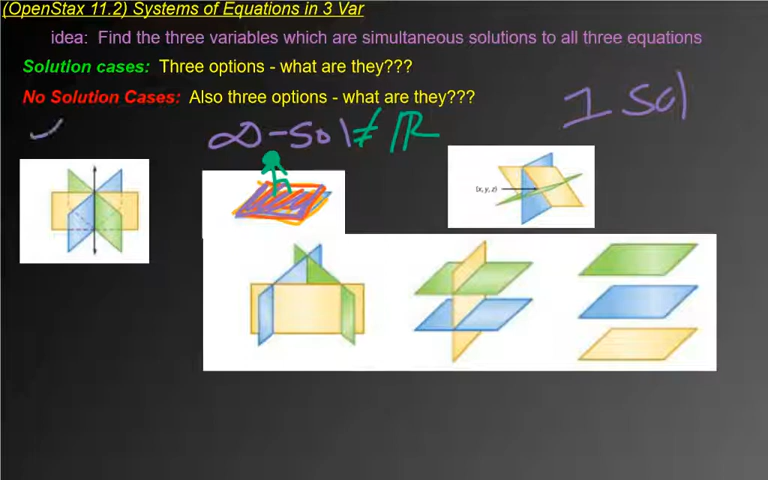 (OpenStax 11.2) Systems of Equations in 3 Var
idea: Find the three variables which are simultaneous solutions to all three equations
Solution cases: Three options - what are they???
No Solution Cases: Also three options - what are they???
1 Sol
∞-Sol ≠ ℝ
(x, y, z)